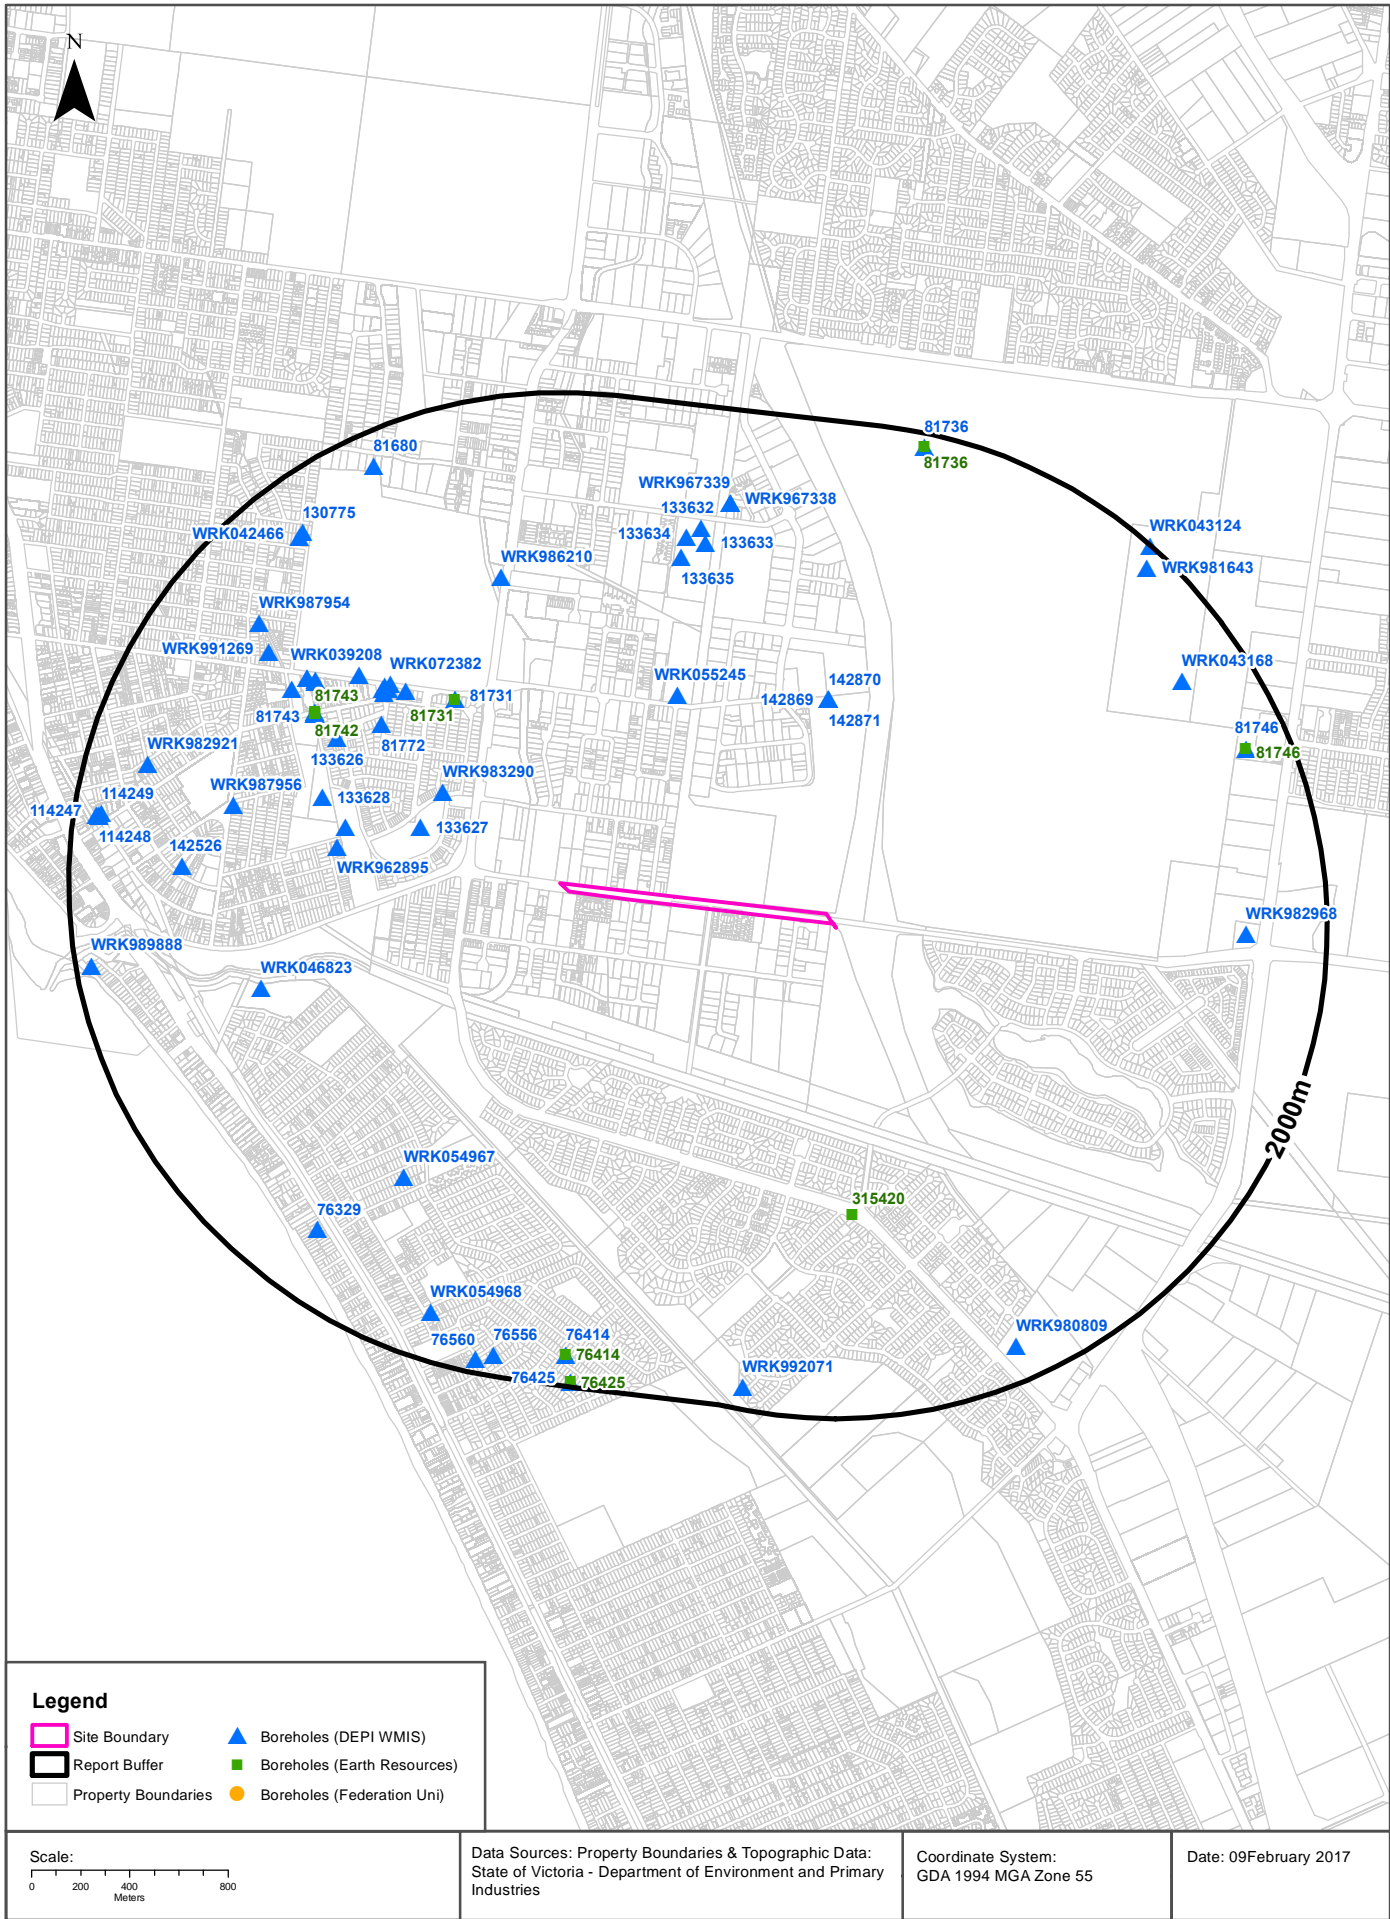 N
81736
81736
81680
WRK967339
WRK967338
133632
130775
WRK042466
133634
133633
WRK043124
WRK986210
133635
WRK981643
WRK987954
WRK991269
WRK039208
WRK072382
WRK055245
WRK043168
142870
142869
142871
81743
81731
81731
81743
81742
81772
81746
81746
133626
WRK982921
WRK983290
WRK987956
133628
114249
114247
114248
133627
142526
WRK962895
WRK982968
WRK989888
WRK046823
2000m
WRK054967
315420
76329
WRK054968
76560
76556
76414
76414
WRK980809
76425
76425
WRK992071
Legend
Site Boundary
Boreholes (DEPI WMIS)
Report Buffer
Boreholes (Earth Resources)
Property Boundaries
Boreholes (Federation Uni)
Scale:
0 200 400 800
Meters
Data Sources: Property Boundaries & Topographic Data:
State of Victoria - Department of Environment and Primary
Industries
Coordinate System:
GDA 1994 MGA Zone 55
Date: 09February 2017